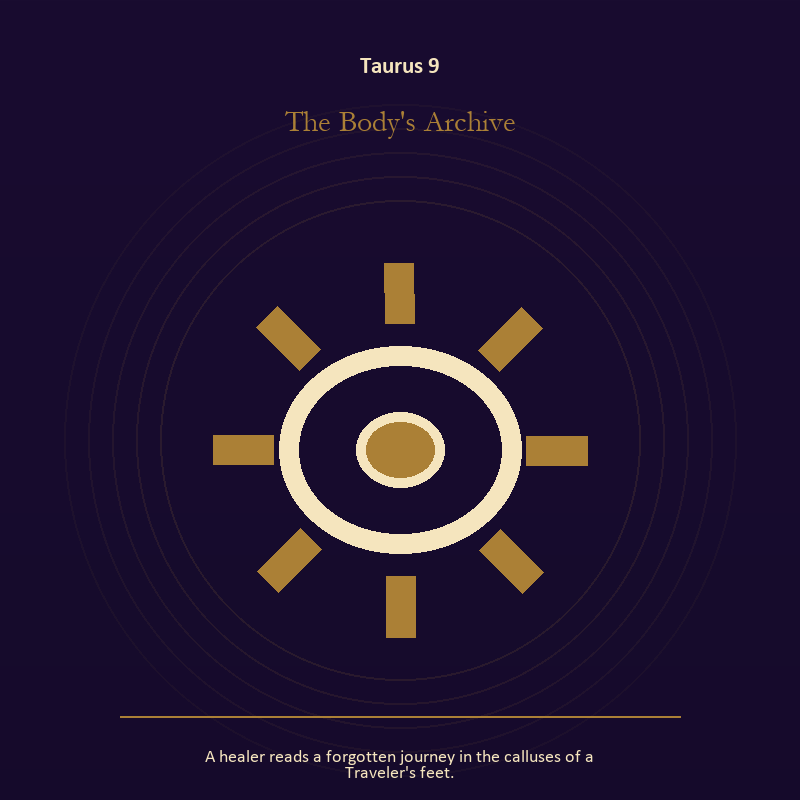 Taurus 9
The Body's Archive
A healer reads a forgotten journey in the calluses of a
Traveler's feet.